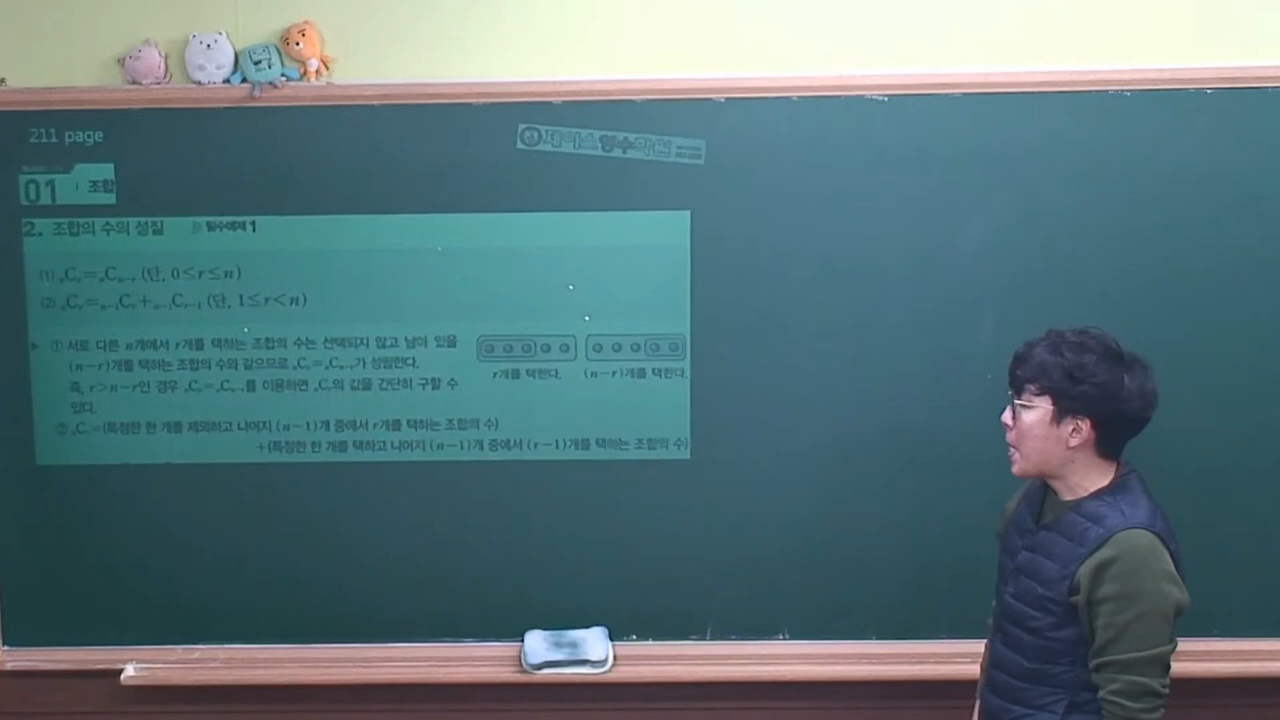 211 page
01 조합
2. 조합의 수의 성질 필수예제 1
(1) ₙCᵣ=ₙCₙ₋ᵣ (단, 0≤r≤n)
(2) ₙCᵣ=ₙ₋₁Cᵣ+ₙ₋₁Cᵣ₋₁ (단, 1≤r<n)
① 서로 다른 n개에서 r개를 택하는 조합의 수는 선택되지 않고 남아 있을
(n-r)개를 택하는 조합의 수와 같으므로 ₙCᵣ=ₙCₙ₋ᵣ가 성립한다.
즉, r>n-r인 경우 ₙCᵣ=ₙCₙ₋ᵣ를 이용하면 ₙCᵣ의 값을 간단히 구할 수
있다.
r개를 택한다. (n-r)개를 택한다.
② ₙCᵣ=(특정한 한 개를 제외하고 나머지 (n-1)개 중에서 r개를 택하는 조합의 수)
+(특정한 한 개를 택하고 나머지 (n-1)개 중에서 (r-1)개를 택하는 조합의 수)
제이스영수학원